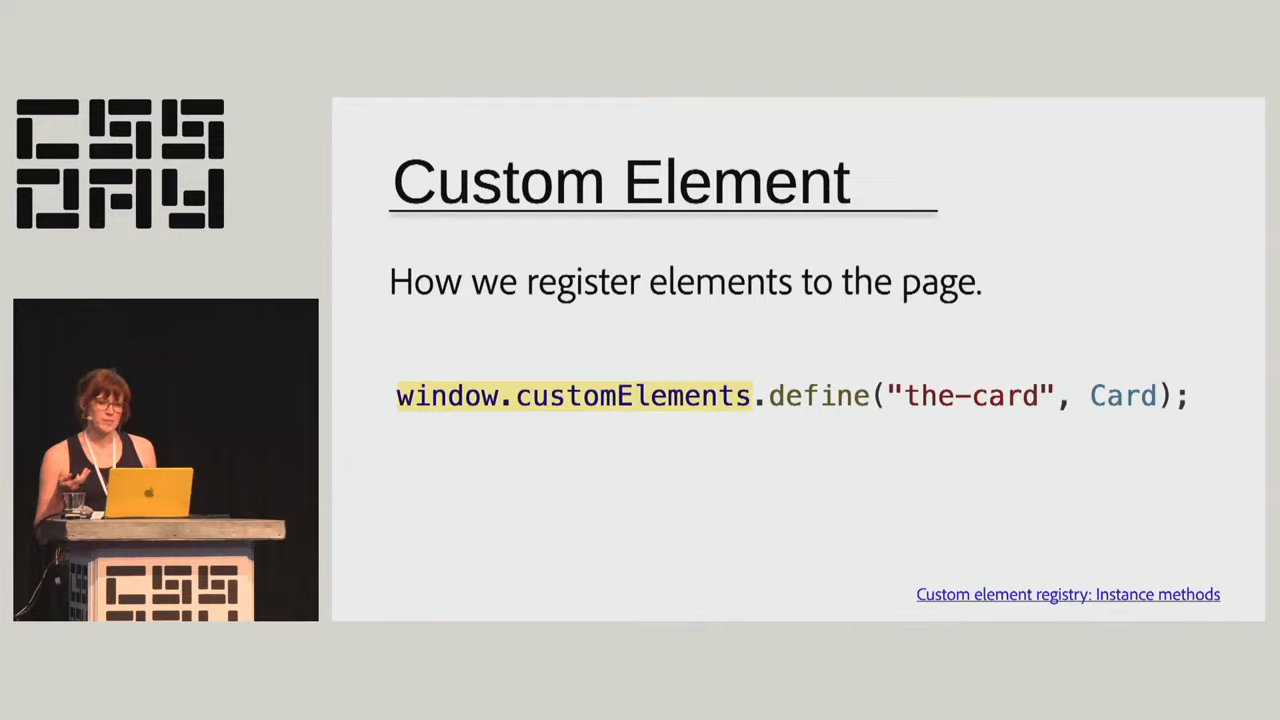 CSS
DAY
Custom Element
How we register elements to the page.
window.customElements.define("the-card", Card);
Custom element registry: Instance methods
CSS